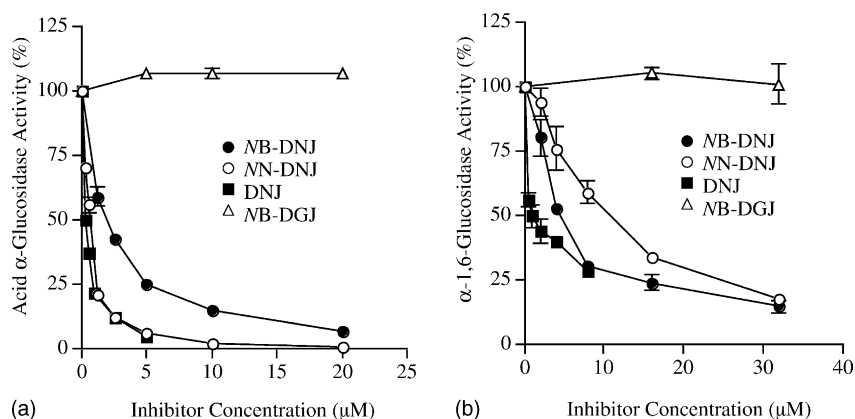 125
100
75
50
25
0
Acid α-Glucosidase Activity (%)
NB-DNJ
NN-DNJ
DNJ
NB-DGJ
0 5 10 15 20 25
(a) Inhibitor Concentration (μM)
125
100
75
50
25
0
α-1,6-Glucosidase Activity (%)
NB-DNJ
NN-DNJ
DNJ
NB-DGJ
0 10 20 30 40
(b) Inhibitor Concentration (μM)